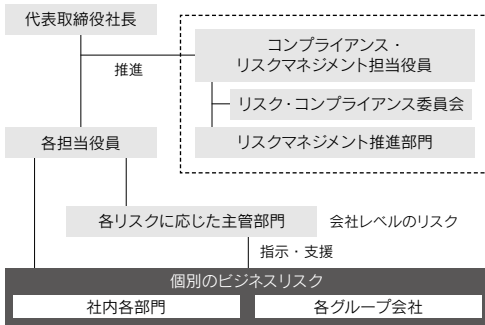 代表取締役社長
推進
コンプライアンス・
リスクマネジメント担当役員
リスク・コンプライアンス委員会
リスクマネジメント推進部門
各担当役員
各リスクに応じた主管部門
会社レベルのリスク
指示・支援
個別のビジネスリスク
社内各部門
各グループ会社